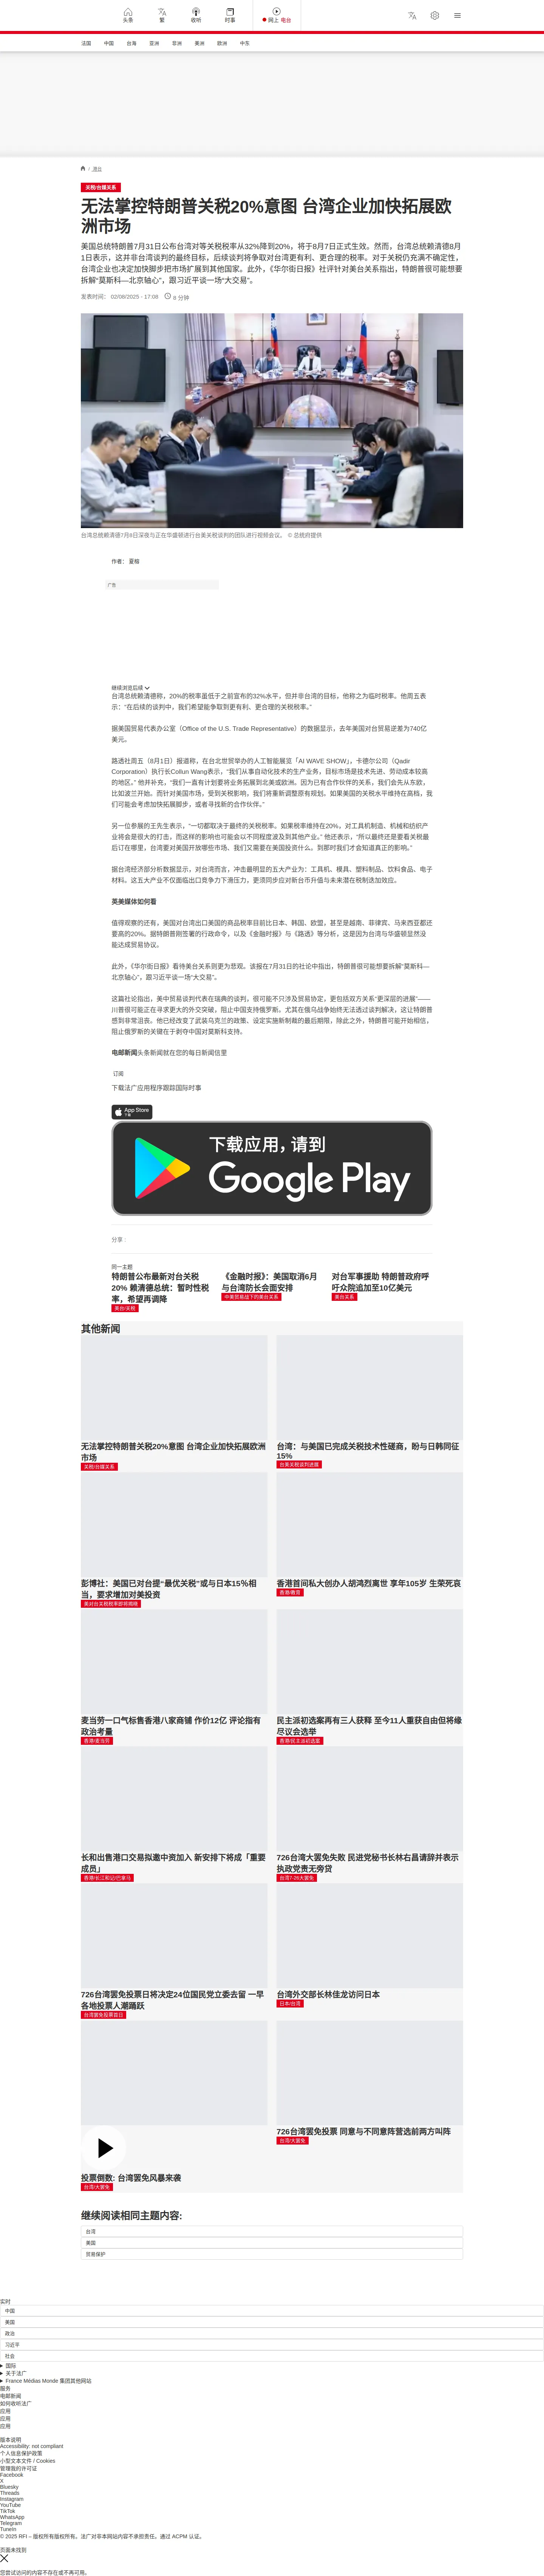 头条
繁
收听
时事
网上 电台
法国
中国
台海
亚洲
非洲
美洲
欧洲
中东
/ 港台
关税/台媒关系
无法掌控特朗普关税20%意图 台湾企业加快拓展欧
洲市场
美国总统特朗普7月31日公布台湾对等关税税率从32%降到20%，将于8月7日正式生效。然而，台湾总统赖清德8月
1日表示，这并非台湾谈判的最终目标，后续谈判将争取对台湾更有利、更合理的税率。对于关税仍充满不确定性，
台湾企业也决定加快脚步把市场扩展到其他国家。此外，《华尔街日报》社评针对美台关系指出，特朗普很可能想要
拆解“莫斯科—北京轴心”，跟习近平谈一场“大交易”。
发表时间： 02/08/2025 - 17:08
8 分钟
台湾总统赖清德7月8日深夜与正在华盛顿进行台美关税谈判的团队进行视频会议。 © 总统府提供
作者： 夏榕
广告
继续浏览后续
台湾总统赖清德称，20%的税率虽低于之前宣布的32%水平，但并非台湾的目标，他称之为临时税率。他周五表
示：“在后续的谈判中，我们希望能争取到更有利、更合理的关税税率。”
据美国贸易代表办公室（Office of the U.S. Trade Representative）的数据显示，去年美国对台贸易逆差为740亿
美元。
路透社周五（8月1日）报道称，在台北世贸举办的人工智能展览「AI WAVE SHOW」，卡德尔公司（Qadir
Corporation）执行长Collun Wang表示，“我们从事自动化技术的生产业务，目标市场是技术先进、劳动成本较高
的地区。” 他并补充，“我们一直有计划要将业务拓展到北美或欧洲。因为已有合作伙伴的关系，我们会先从东欧，
比如波兰开始。而针对美国市场，受到关税影响，我们将重新调整原有规划。如果美国的关税水平维持在高档，我
们可能会考虑加快拓展脚步，或者寻找新的合作伙伴。”
另一位参展的王先生表示，“一切都取决于最终的关税税率。如果税率维持在20%，对工具机制造、机械和纺织产
业将会是很大的打击，而这样的影响也可能会以不同程度波及到其他产业。” 他还表示，“所以最终还是要看关税最
后订在哪里，台湾要对美国开放哪些市场、我们又需要在美国投资什么。到那时我们才会知道真正的影响。”
据台湾经济部分析数据显示，对台湾而言，冲击最明显的五大产业为：工具机、模具、塑料制品、饮料食品、电子
材料。这五大产业不仅面临出口竞争力下滑压力，更须同步应对新台币升值与未来潜在税制迭加效应。
英美媒体如何看
值得观察的还有，美国对台湾出口美国的商品税率目前比日本、韩国、欧盟，甚至是越南、菲律宾、马来西亚都还
要高的20%。据特朗普刚签署的行政命令，以及《金融时报》与《路透》等分析，这是因为台湾与华盛顿显然没
能达成贸易协议。
此外，《华尔街日报》看待美台关系则更为悲观。该报在7月31日的社论中指出，特朗普很可能想要拆解“莫斯科—
北京轴心”，跟习近平谈一场“大交易”。
这篇社论指出，美中贸易谈判代表在瑞典的谈判，很可能不只涉及贸易协定，更包括双方关系“更深层的进展”——
川普很可能正在寻求更大的外交突破，阻止中国支持俄罗斯。尤其在俄乌战争始终无法透过谈判解决，这让特朗普
感到非常沮丧。他已经改变了武装乌克兰的政策、设定实施新制裁的最后期限，除此之外，特朗普可能开始相信，
阻止俄罗斯的关键在于剥夺中国对莫斯科支持。
电邮新闻头条新闻就在您的每日新闻信里
订阅
下载法广应用程序跟踪国际时事
App Store
下载应用，请到
Google Play
分享 :
同一主题
特朗普公布最新对台关税
20% 赖清德总统：暂时性税
率，希望再调降
美台/关税
《金融时报》：美国取消6月
与台湾防长会面安排
中美贸易战下的美台关系
对台军事援助 特朗普政府呼
吁众院追加至10亿美元
美台关系
其他新闻
无法掌控特朗普关税20%意图 台湾企业加快拓展欧洲
市场
关税/台媒关系
台湾：与美国已完成关税技术性磋商，盼与日韩同征
15%
台美关税谈判进展
彭博社：美国已对台提“最优关税”或与日本15%相
当，要求增加对美投资
美对台关税税率即将揭晓
香港首间私大创办人胡鸿烈离世 享年105岁 生荣死哀
香港/教育
麦当劳一口气标售香港八家商铺 作价12亿 评论指有
政治考量
香港/麦当劳
民主派初选案再有三人获释 至今11人重获自由但将缘
尽议会选举
香港/民主派初选案
长和出售港口交易拟邀中资加入 新安排下将成「重要
成员」
香港/长江和记/巴拿马
726台湾大罢免失败 民进党秘书长林右昌请辞并表示
执政党责无旁贷
台湾7-26大罢免
726台湾罢免投票日将决定24位国民党立委去留 一早
各地投票人潮踊跃
台湾罢免投票首日
台湾外交部长林佳龙访问日本
日本/台湾
投票倒数: 台湾罢免风暴来袭
台湾/大罢免
726台湾罢免投票 同意与不同意阵营选前两方叫阵
台湾/大罢免
继续阅读相同主题内容:
台湾
美国
贸易保护
实时
中国
美国
政治
习近平
社会
国际
关于法广
France Médias Monde 集团其他网站
服务
电邮新闻
如何收听法广
应用
应用
应用
版本说明
Accessibility: not compliant
个人信息保护政策
小型文本文件 / Cookies
管理我的许可证
Facebook
X
Bluesky
Threads
Instagram
YouTube
TikTok
WhatsApp
Telegram
TuneIn
© 2025 RFI – 版权所有版权所有。法广对非本网站内容不承担责任。通过 ACPM 认证。
页面未找到
您尝试访问的内容不存在或不再可用。